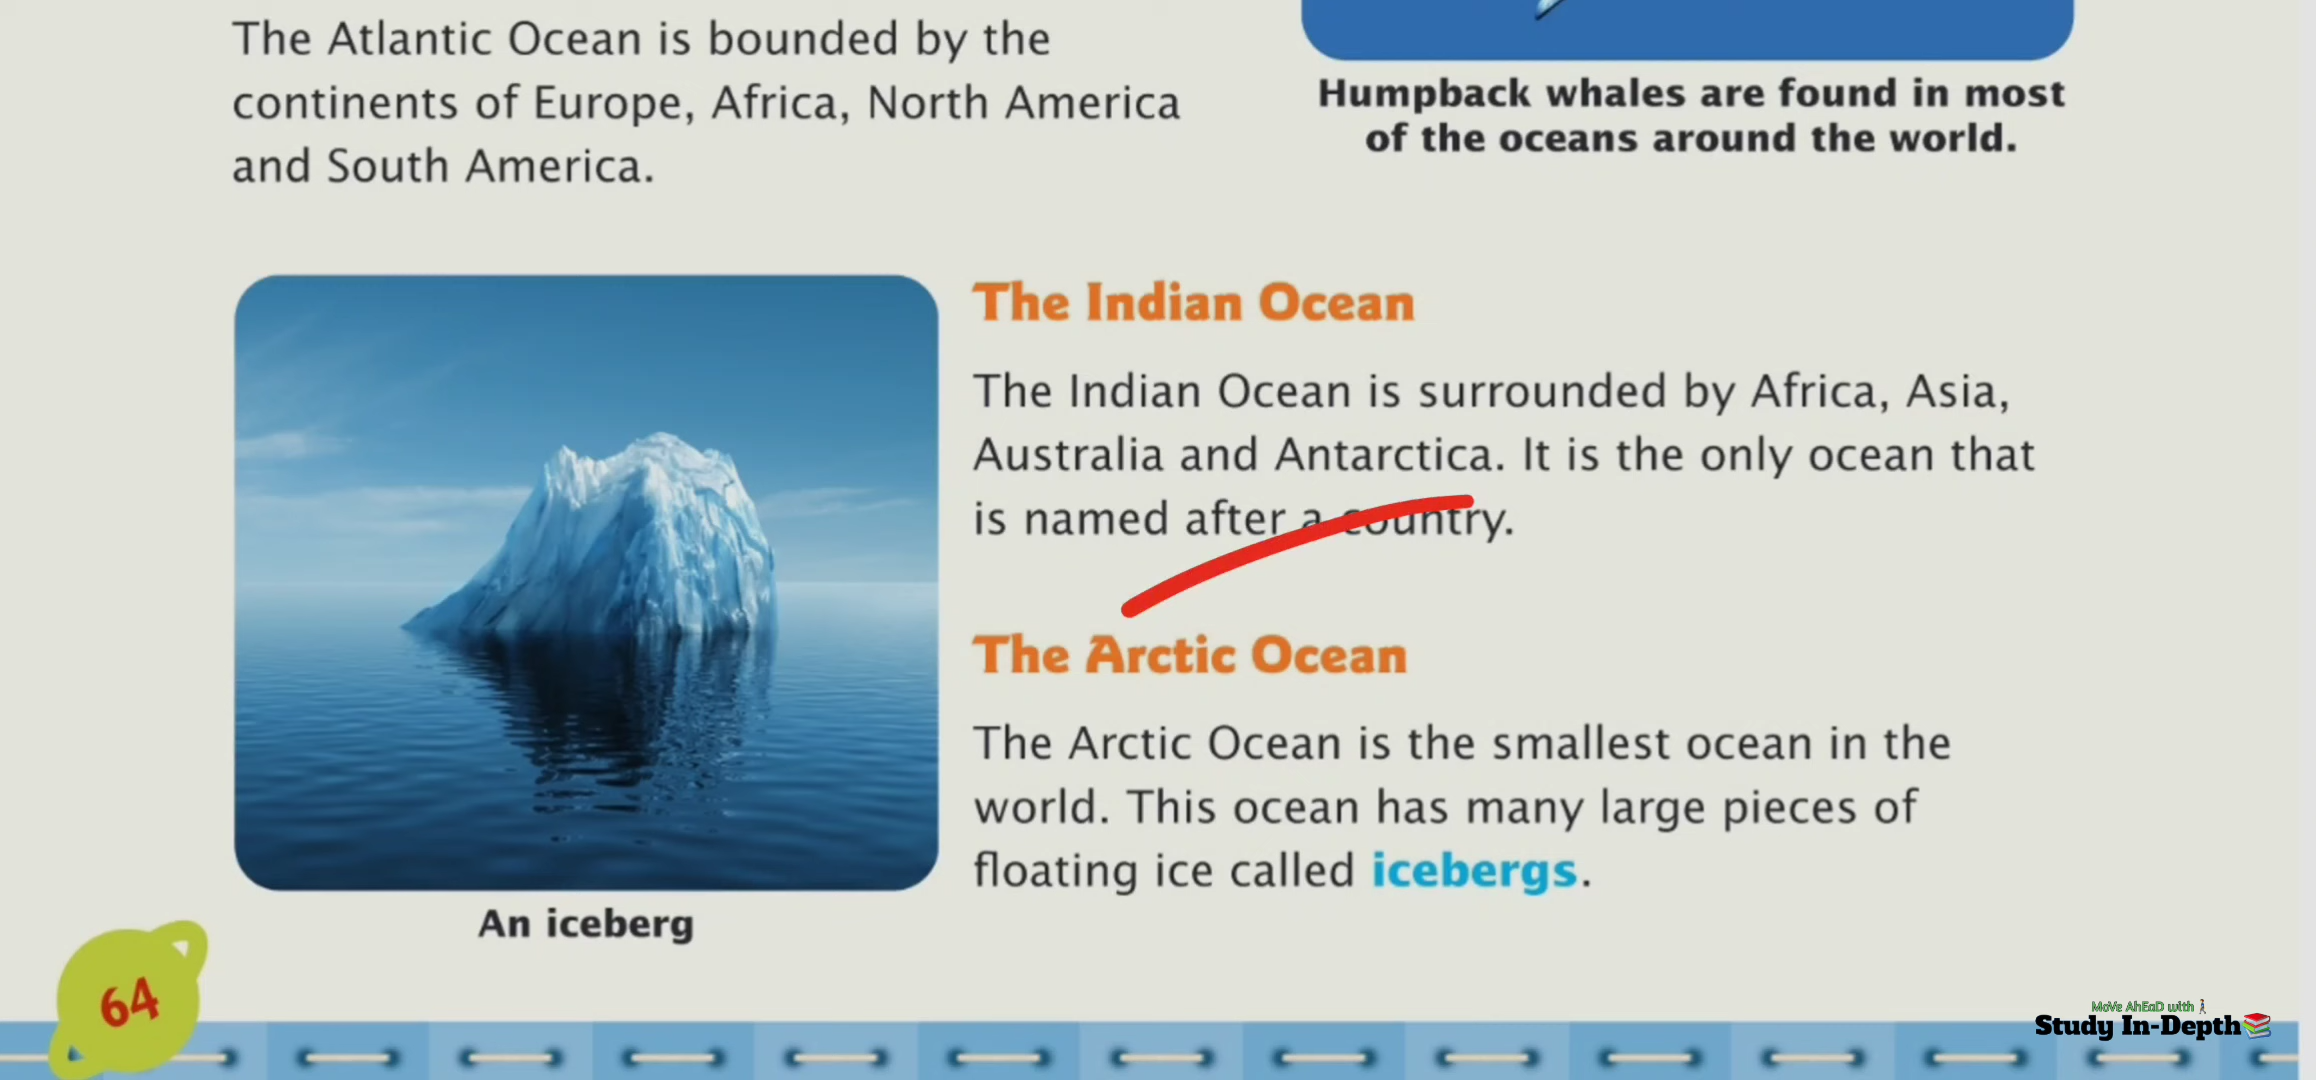 The Atlantic Ocean is bounded by the
continents of Europe, Africa, North America
and South America.
Humpback whales are found in most
of the oceans around the world.
The Indian Ocean
The Indian Ocean is surrounded by Africa, Asia,
Australia and Antarctica. It is the only ocean that
is named after a country.
The Arctic Ocean
The Arctic Ocean is the smallest ocean in the
world. This ocean has many large pieces of
floating ice called icebergs.
An iceberg
64
MoVe AhEaD with
Study In-Depth